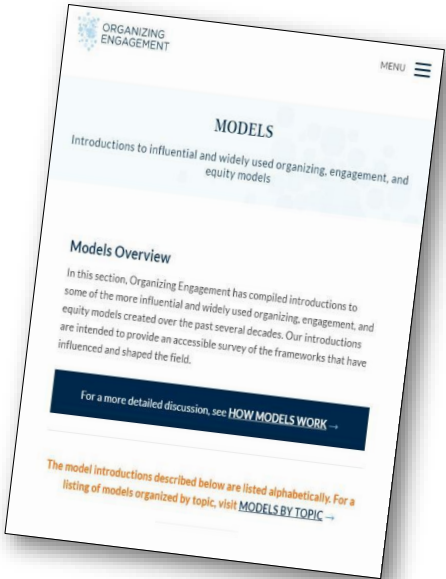 ORGANIZING
ENGAGEMENT
MENU
MODELS
Introductions to influential and widely used organizing, engagement, and
equity models
Models Overview
In this section, Organizing Engagement has compiled introductions to
some of the more influential and widely used organizing, engagement, and
equity models created over the past several decades. Our introductions
are intended to provide an accessible survey of the frameworks that have
influenced and shaped the field.
For a more detailed discussion, see HOW MODELS WORK →
The model introductions described below are listed alphabetically. For a
listing of models organized by topic, visit MODELS BY TOPIC →